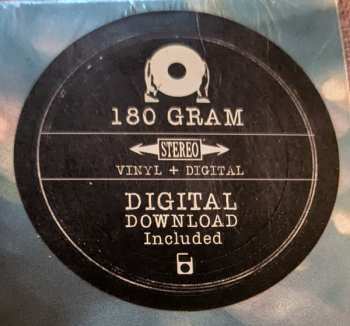 180 GRAM
STEREO
VINYL + DIGITAL
DIGITAL
DOWNLOAD
Included